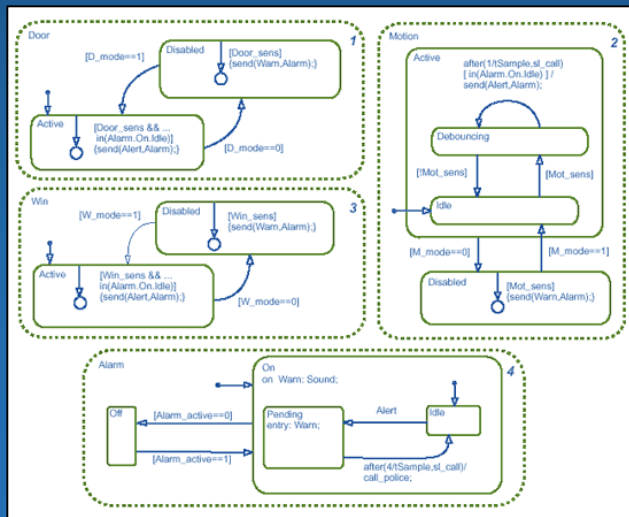 Door
1
Disabled
[D_mode==1]
[Door_sens]
{send(Warn,Alarm);}
Active
[Door_sens && ...
in(Alarm.On.Idle)]
{send(Alert,Alarm);}
[D_mode==0]
Win
3
Disabled
[W_mode==1]
[Win_sens]
{send(Warn,Alarm);}
Active
[Win_sens && ...
in(Alarm.On.Idle)]
{send(Alert,Alarm);}
[W_mode==0]
Motion
2
Active
after(1/tSample,sl_call)
[ in(Alarm.On.Idle) ] /
send(Alert,Alarm);
Debouncing
[!Mot_sens]
[Mot_sens]
Idle
[M_mode==0]
[M_mode==1]
Disabled
[Mot_sens]
{send(Warn,Alarm);}
Alarm
4
On
on Warn: Sound;
Off
[Alarm_active==0]
[Alarm_active==1]
Pending
entry: Warn;
Alert
Idle
after(4/tSample,sl_call)/
call_police;